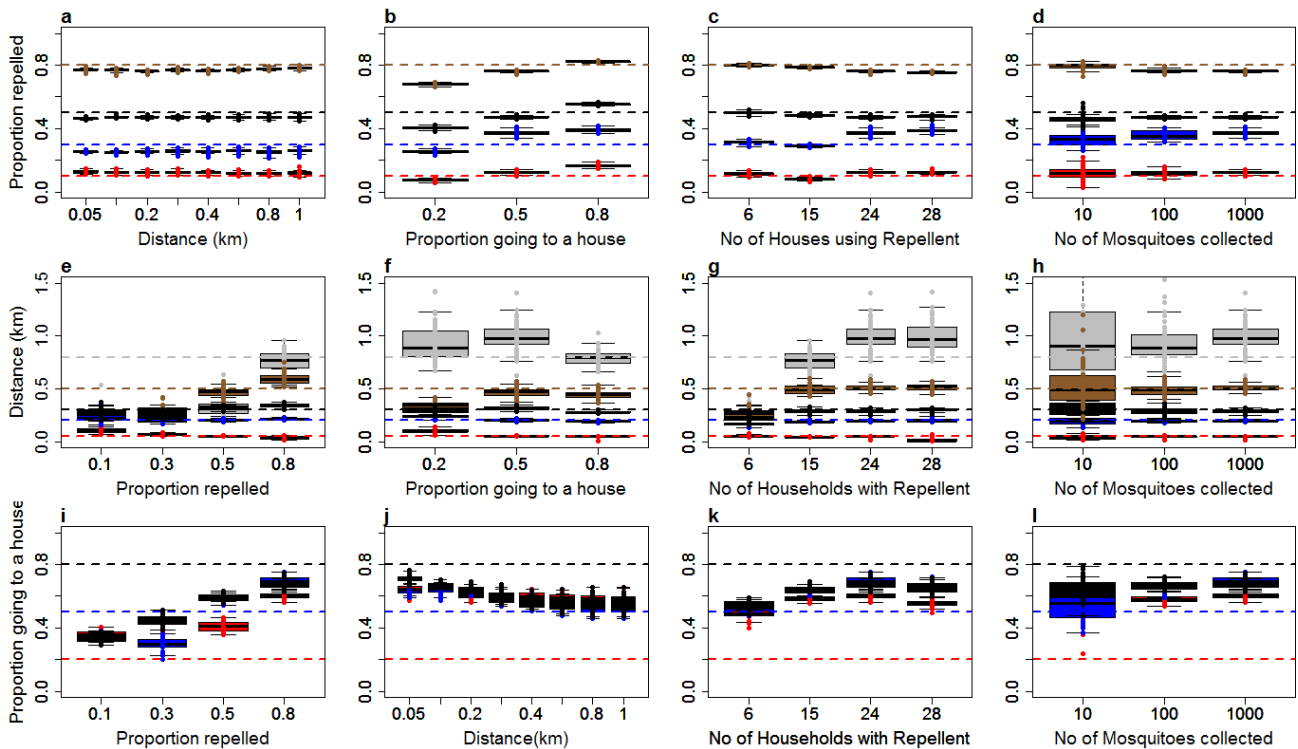 a b c d
Proportion repelled
0.0 0.4 0.8
0.05 0.2 0.4 0.8 1
0.2 0.5 0.8
6 15 24 28
10 100 1000
Distance (km)
Proportion going to a house
No of Houses using Repellent
No of Mosquitoes collected
e f g h
Distance (km)
0.0 0.5 1.0 1.5
0.1 0.3 0.5 0.8
0.2 0.5 0.8
6 15 24 28
10 100 1000
Proportion repelled
Proportion going to a house
No of Households with Repellent
No of Mosquitoes collected
i j k l
Proportion going to a house
0.0 0.4 0.8
0.1 0.3 0.5 0.8
0.05 0.2 0.4 0.8 1
6 15 24 28
10 100 1000
Proportion repelled
Distance(km)
No of Households with Repellent
No of Mosquitoes collected